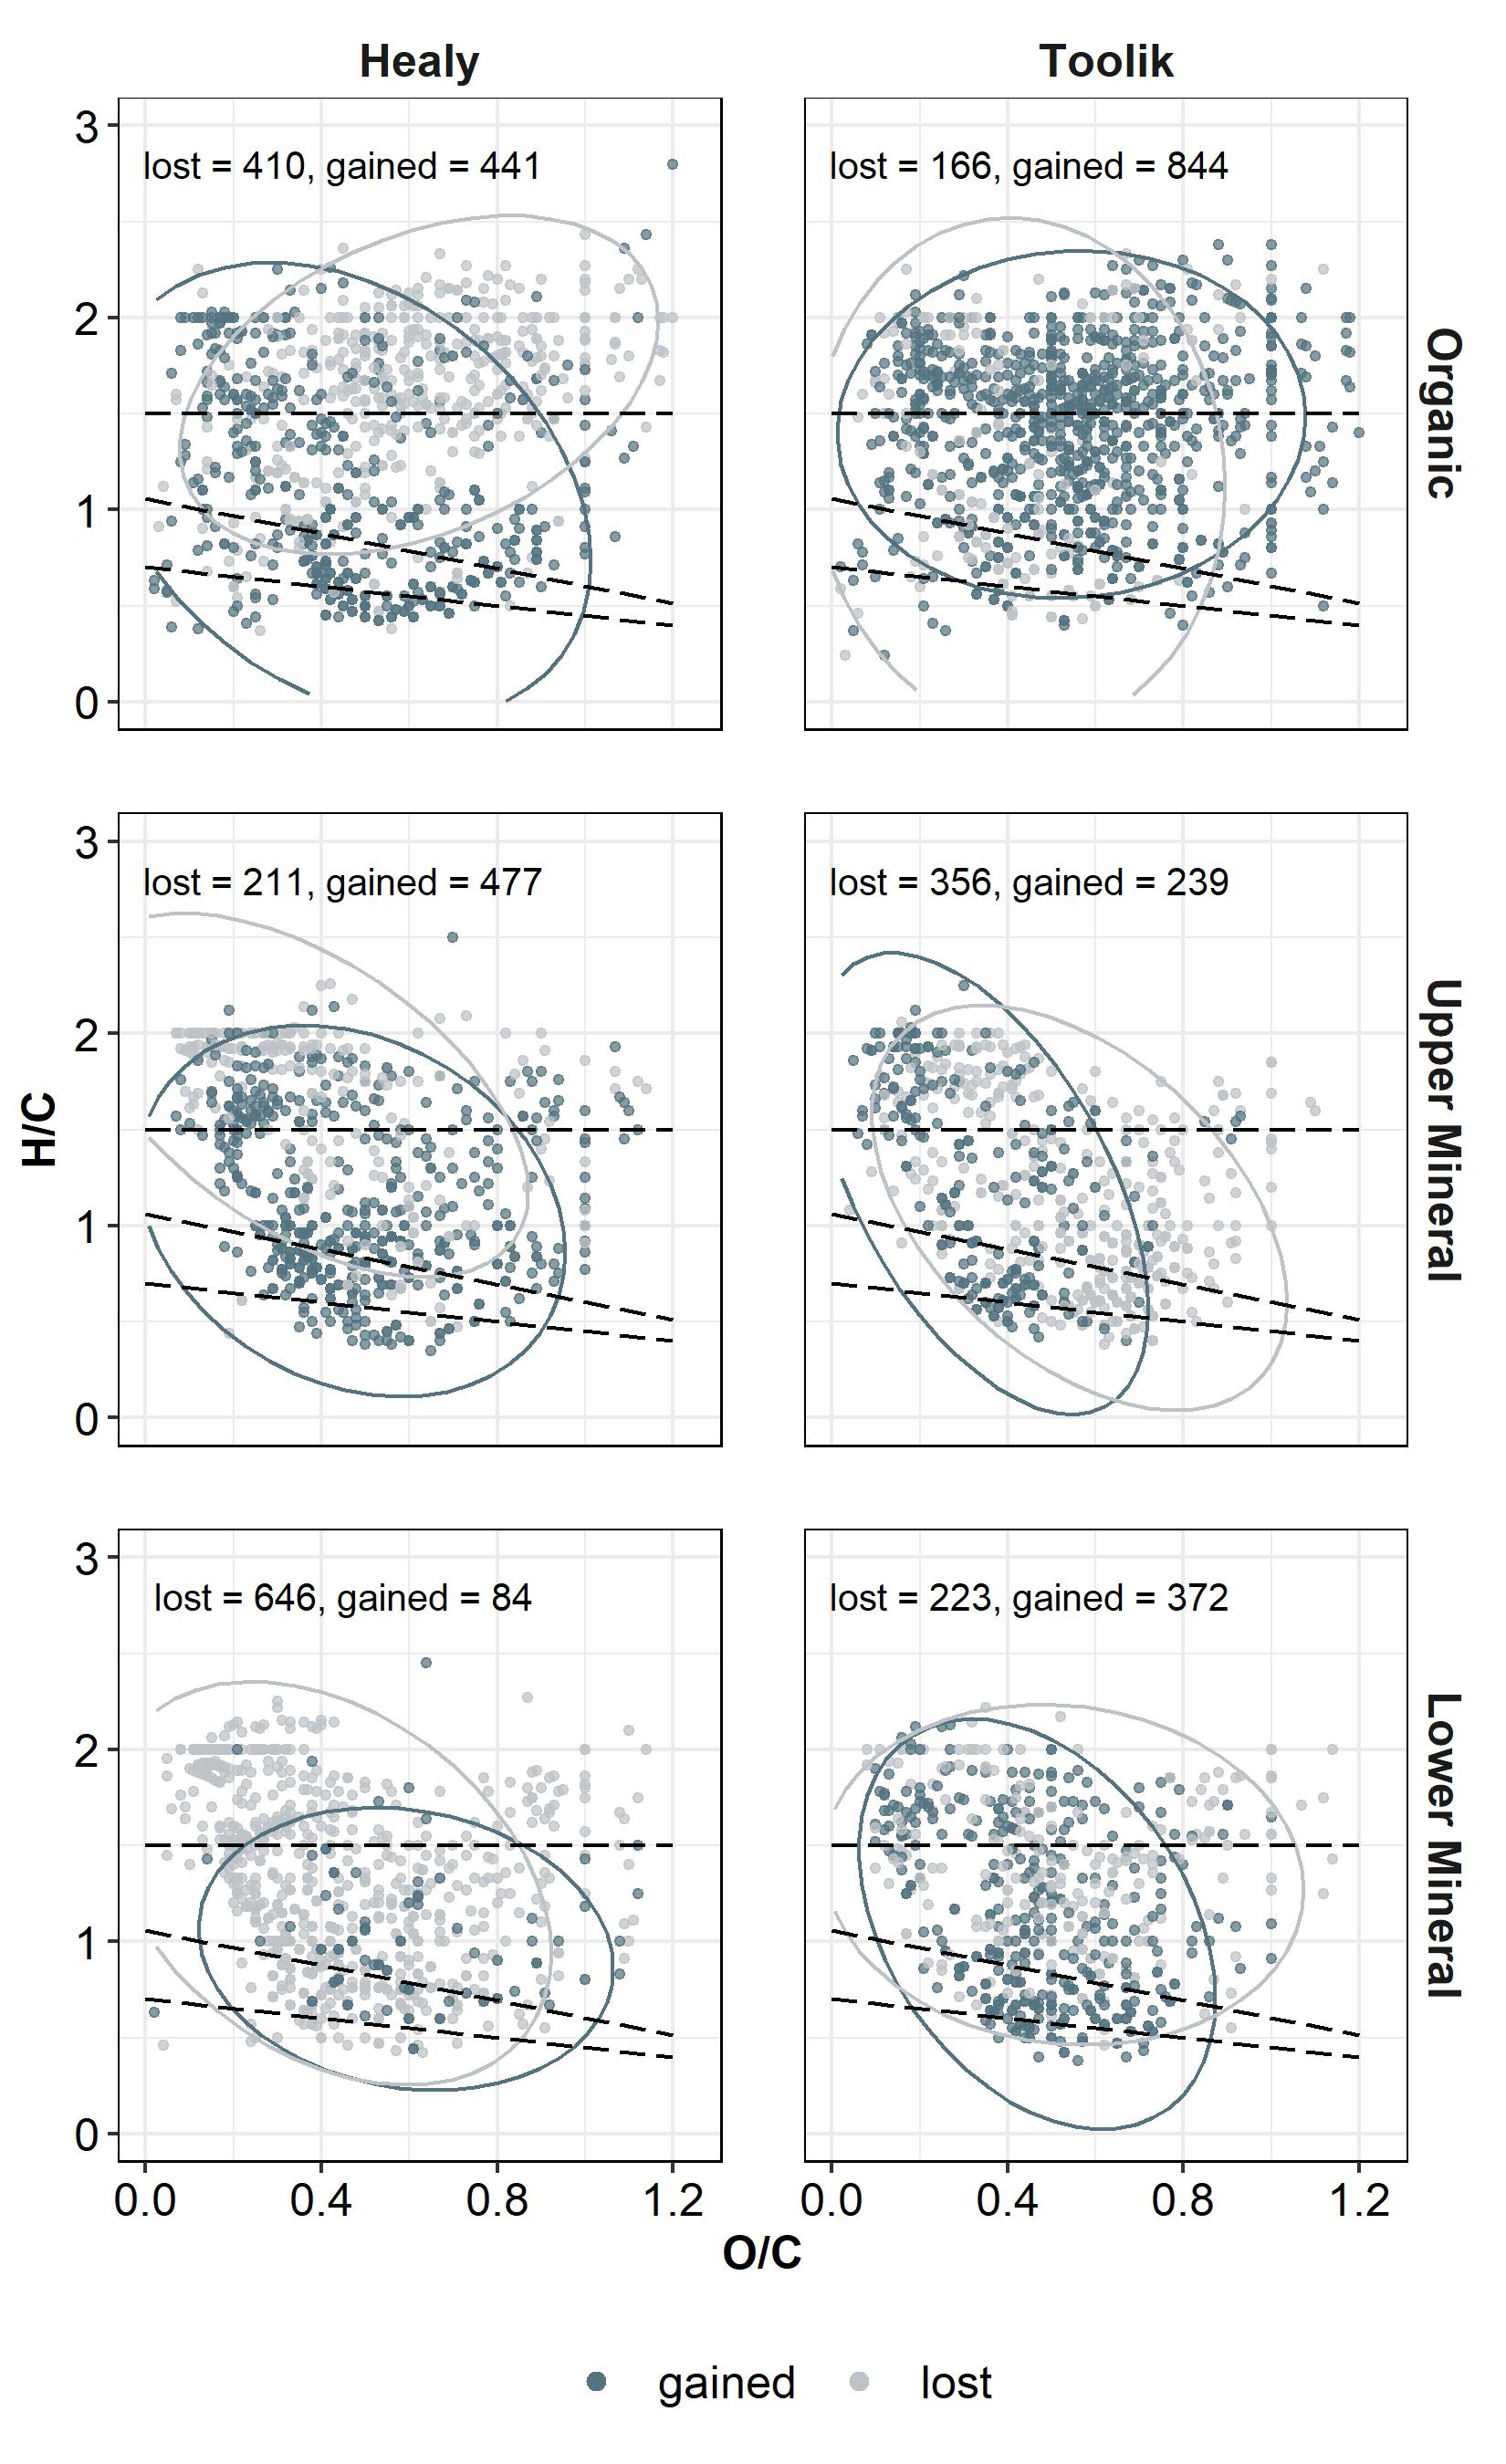 Healy
Toolik
3
lost = 410, gained = 441
lost = 166, gained = 844
2
1
0
Organic
3
lost = 211, gained = 477
lost = 356, gained = 239
2
1
0
Upper Mineral
H/C
3
lost = 646, gained = 84
lost = 223, gained = 372
2
1
0
Lower Mineral
0.0 0.4 0.8 1.2
0.0 0.4 0.8 1.2
O/C
gained
lost